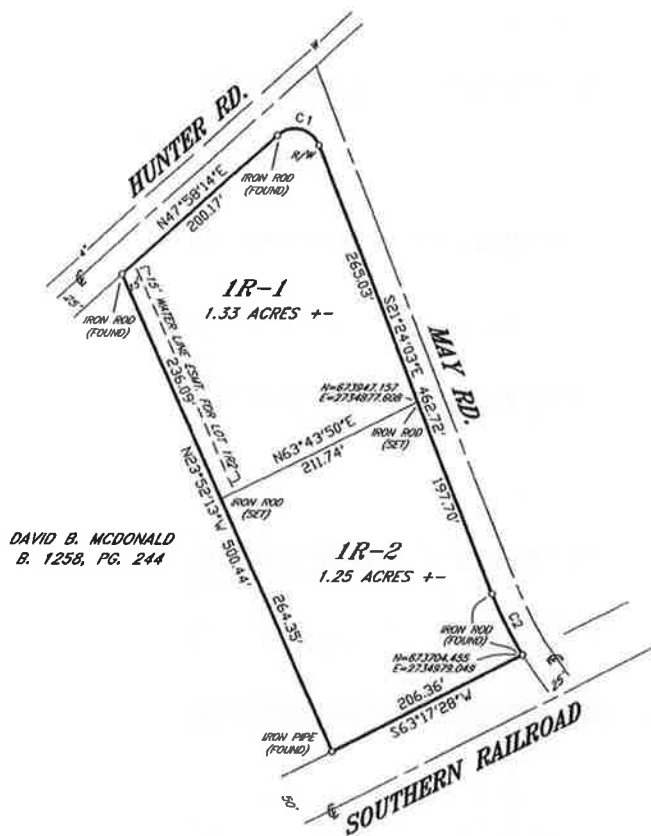 W
HUNTER RD.
C1
R/W
IRON ROD
(FOUND)
N47°58'14"E
200.17'
4"
25'
IRON ROD
(FOUND)
15'
15' WATER LINE ESMT. FOR LOT 1R2
1R-1
1.33 ACRES +-
265.03'
S21°24'03"E 462.72'
MAY RD.
236.09'
N=673947.157
E=2734877.608
IRON ROD
(SET)
N63°43'50"E
211.74'
N23°52'13"W 500.44'
IRON ROD
(SET)
197.70'
DAVID B. MCDONALD
B. 1258, PG. 244
1R-2
1.25 ACRES +-
264.35'
IRON ROD
(FOUND)
C2
N=673704.455
E=2734979.049
25'
206.36'
S63°17'28"W
IRON PIPE
(FOUND)
50'
SOUTHERN RAILROAD